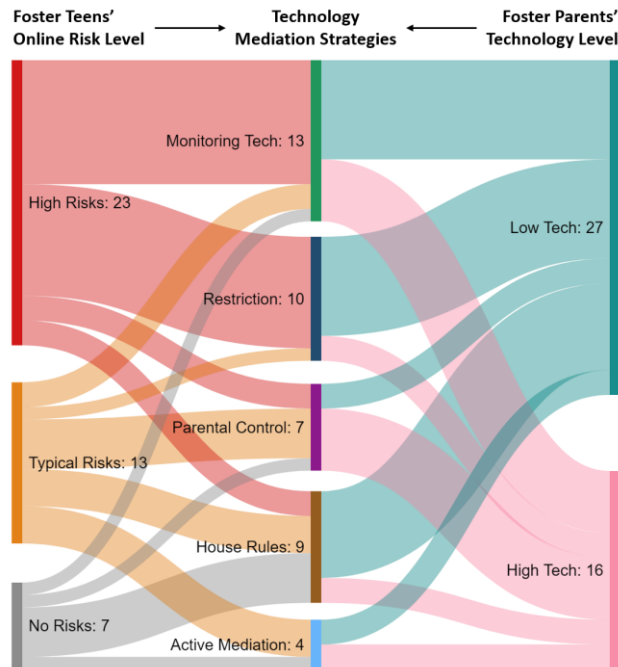 Foster Teens'
Online Risk Level
Technology
Mediation Strategies
Foster Parents'
Technology Level
Monitoring Tech: 13
High Risks: 23
Low Tech: 27
Restriction: 10
Parental Control: 7
Typical Risks: 13
House Rules: 9
High Tech: 16
No Risks: 7
Active Mediation: 4